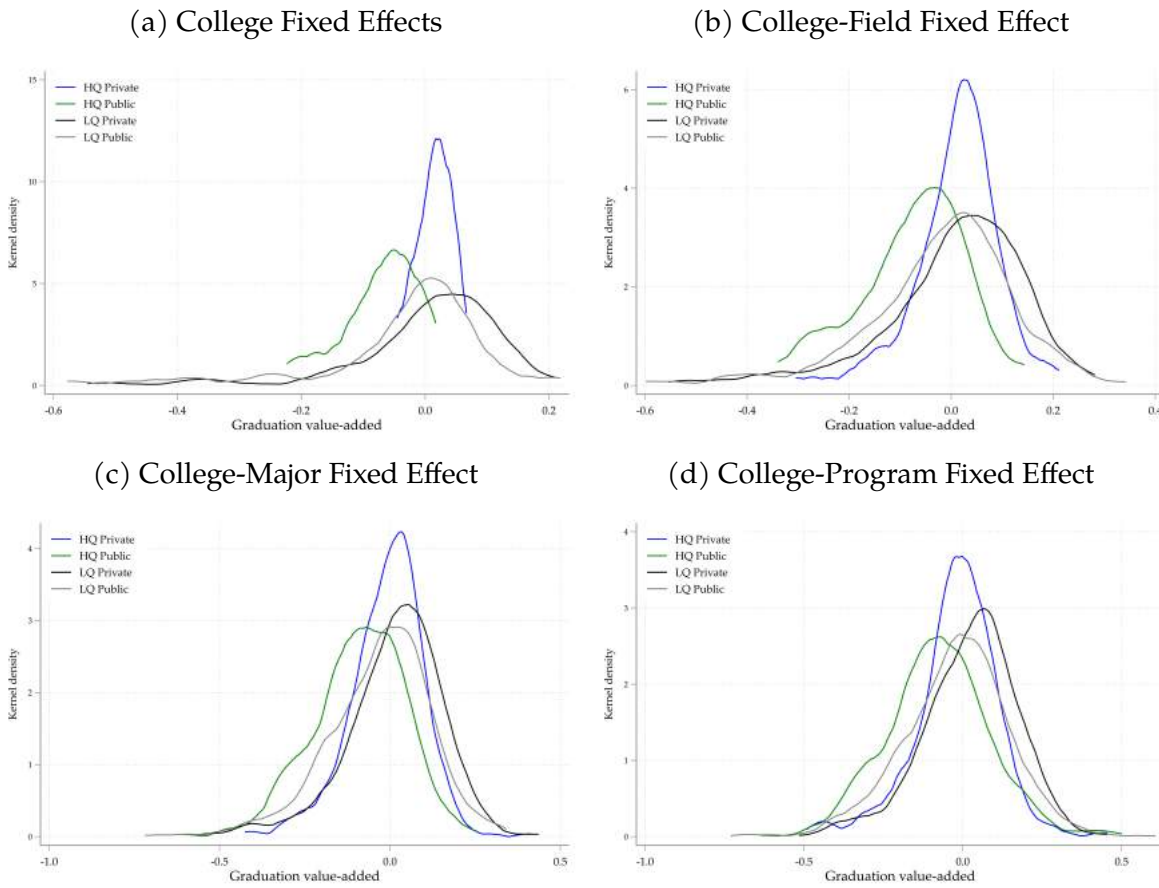 (a) College Fixed Effects
(b) College-Field Fixed Effect
HQ Private
HQ Public
LQ Private
LQ Public
15
10
5
0
Kernel density
-0.6 -0.4 -0.2 0.0 0.2
Graduation value-added
HQ Private
HQ Public
LQ Private
LQ Public
6
4
2
0
Kernel density
-0.6 -0.4 -0.2 0.0 0.2 0.4
Graduation value-added
(c) College-Major Fixed Effect
(d) College-Program Fixed Effect
HQ Private
HQ Public
LQ Private
LQ Public
4
3
2
1
0
Kernel density
-1.0 -0.5 0.0 0.5
Graduation value-added
HQ Private
HQ Public
LQ Private
LQ Public
4
3
2
1
0
Kernel density
-0.5 0.0 0.5
Graduation value-added